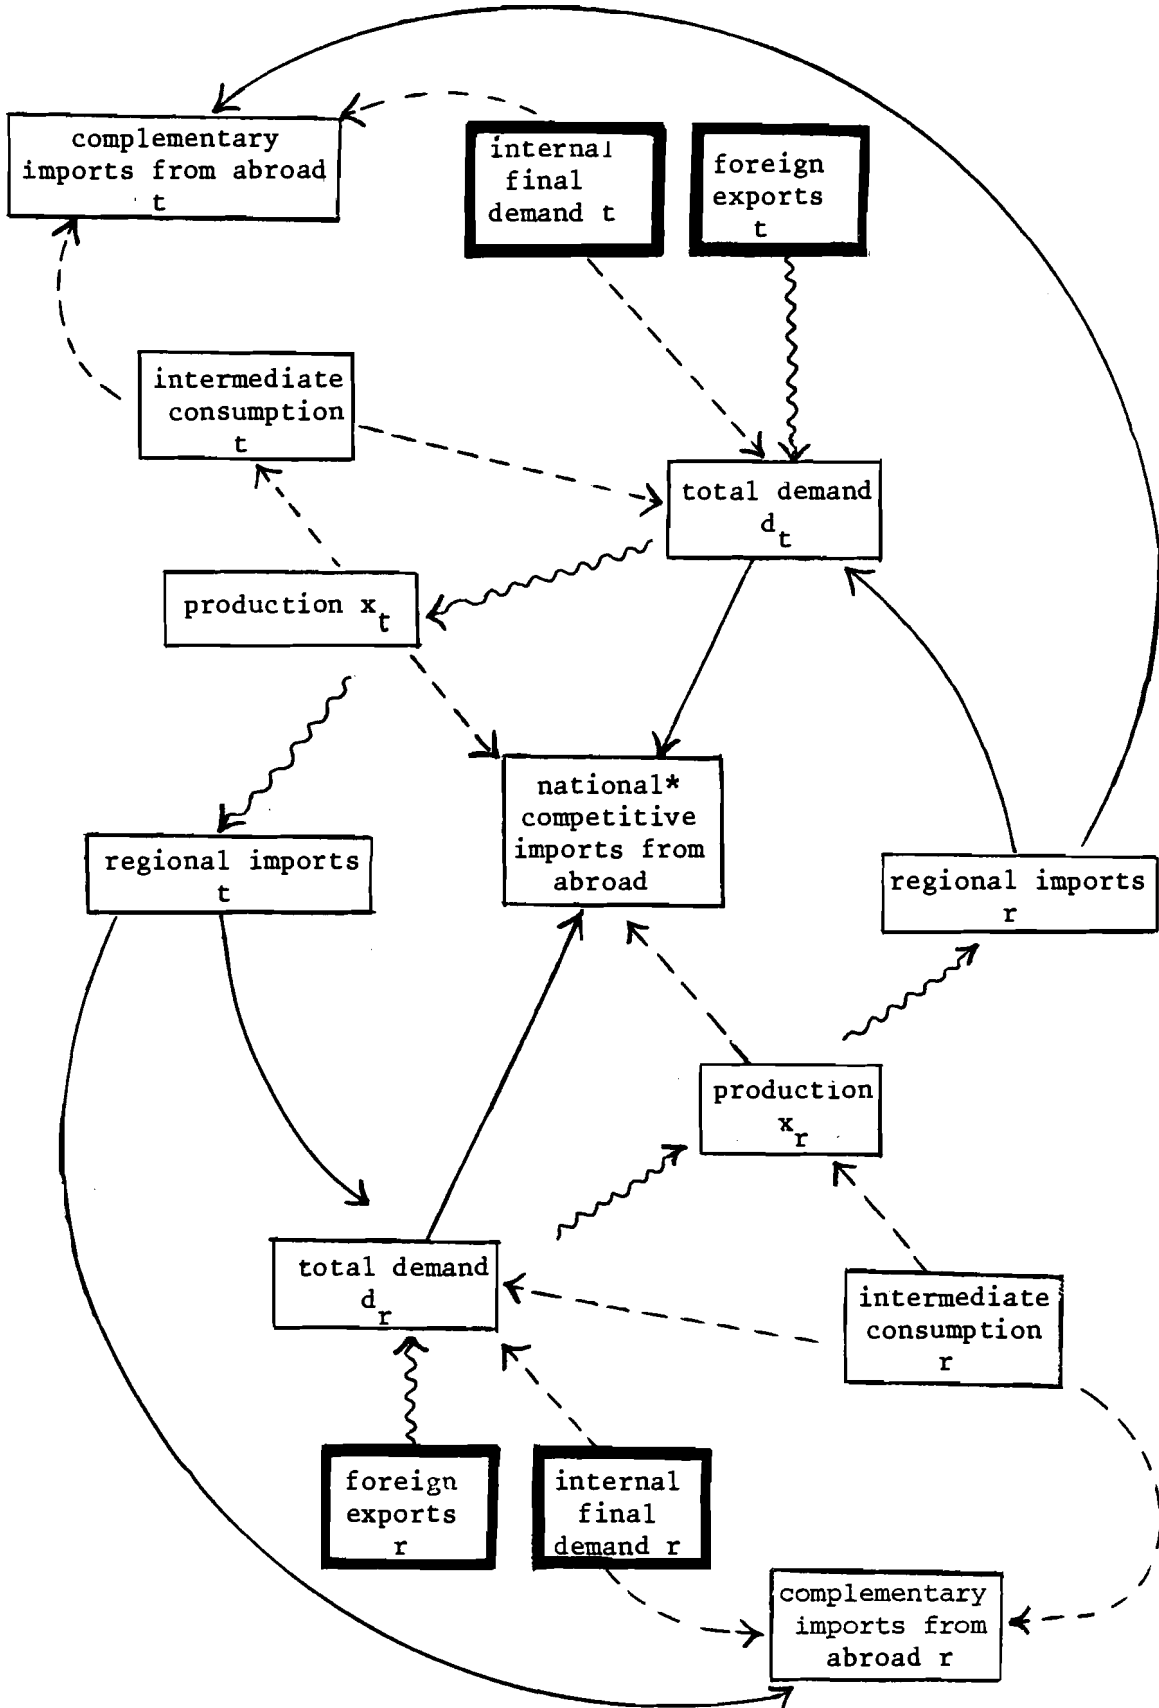 complementary
imports from abroad
t
internal
final
demand t
foreign
exports
t
intermediate
consumption
t
total demand
d_t
production x_t
national*
competitive
imports from
abroad
regional imports
t
regional imports
r
production
x_r
total demand
d_r
intermediate
consumption
r
foreign
exports
r
internal
final
demand r
complementary
imports from
abroad r